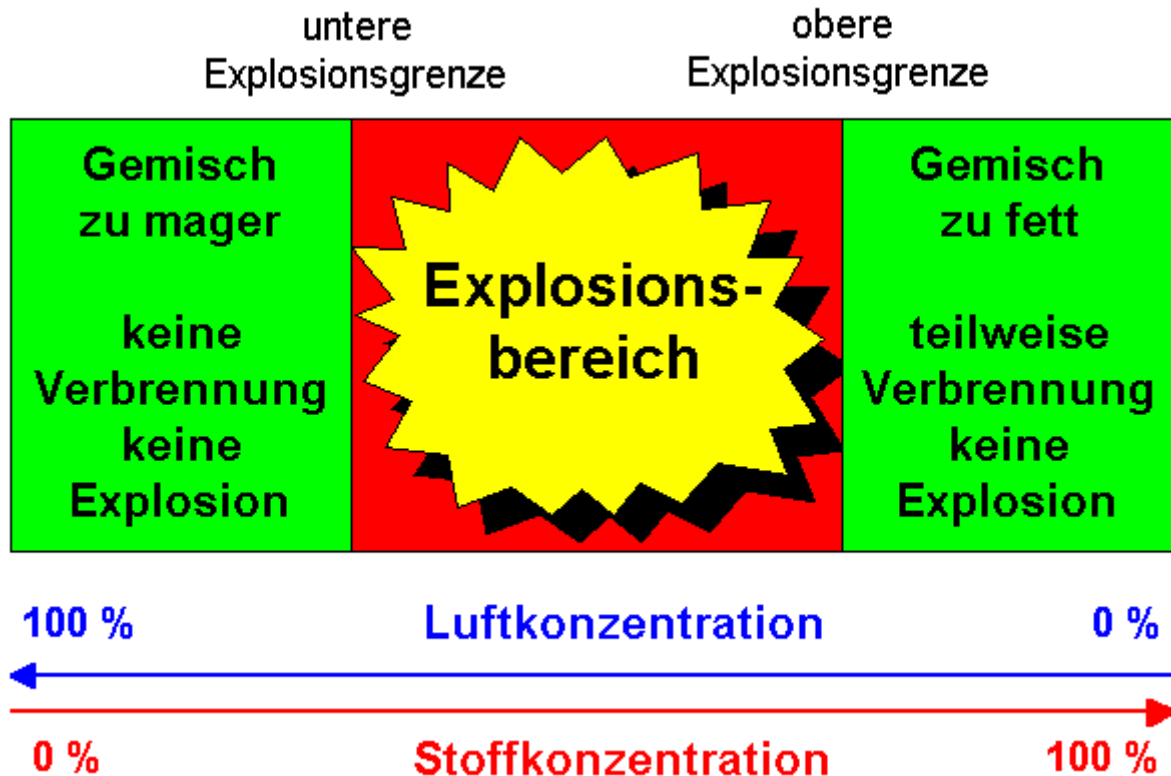 untere
Explosionsgrenze
obere
Explosionsgrenze
Gemisch
zu mager
keine
Verbrennung
keine
Explosion
Explosions-
bereich
Gemisch
zu fett
teilweise
Verbrennung
keine
Explosion
100 % Luftkonzentration 0 %
0 % Stoffkonzentration 100 %